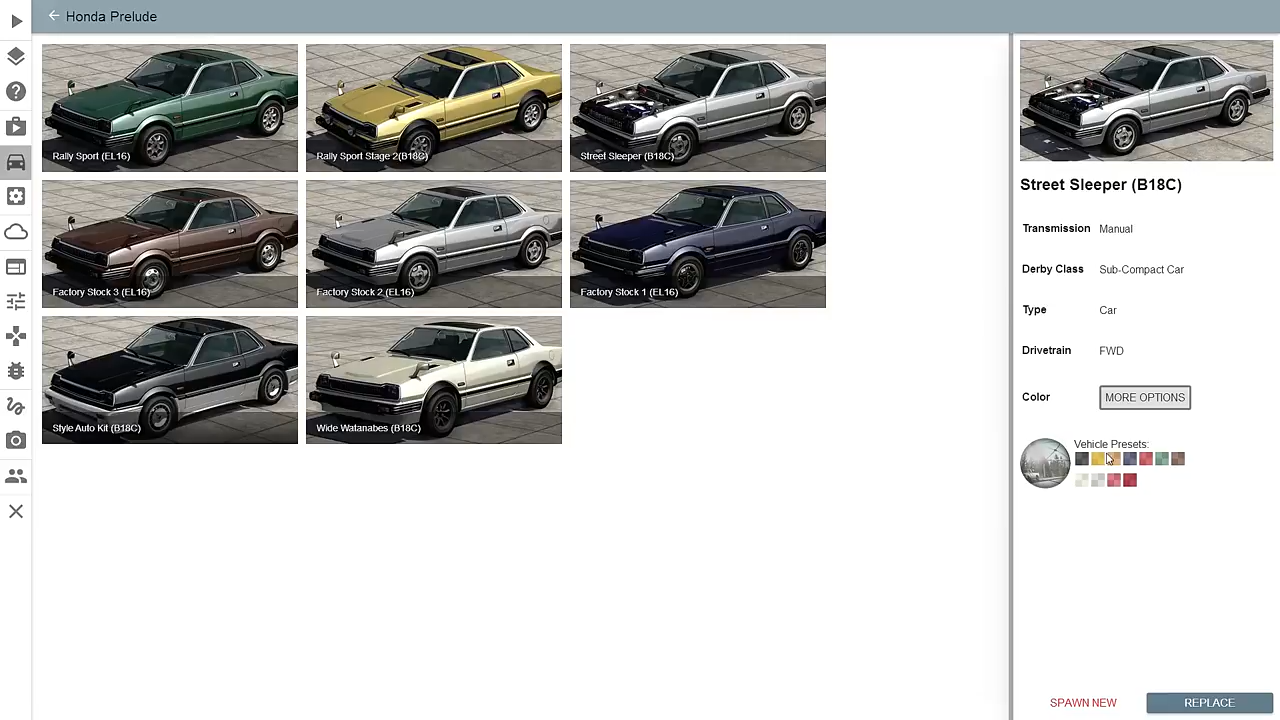 Honda Prelude
Rally Sport (EL16)
Rally Sport Stage 2(B18C)
Street Sleeper (B18C)
Factory Stock 3 (EL16)
Factory Stock 2 (EL16)
Factory Stock 1 (EL16)
Style Auto Kit (B18C)
Wide Watanabes (B18C)
Street Sleeper (B18C)
Transmission Manual
Derby Class Sub-Compact Car
Type Car
Drivetrain FWD
Color MORE OPTIONS
Vehicle Presets:
SPAWN NEW REPLACE